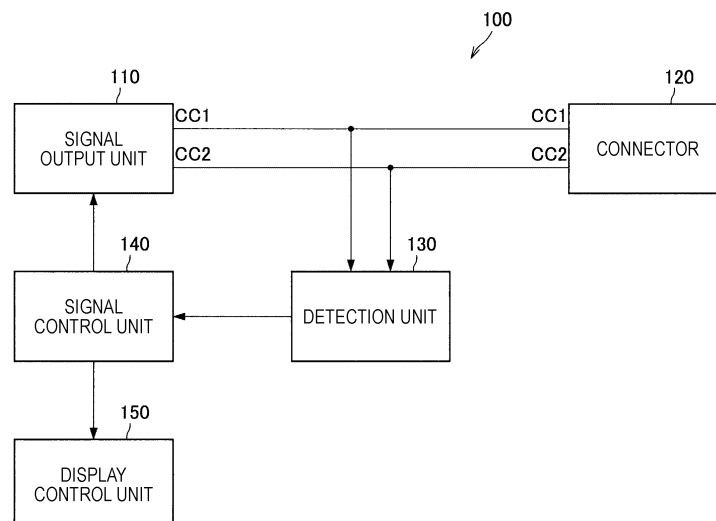 100
110
120
SIGNAL
OUTPUT UNIT
CC1
CC1
CC2
CC2
CONNECTOR
140
130
SIGNAL
CONTROL UNIT
DETECTION UNIT
150
DISPLAY
CONTROL UNIT